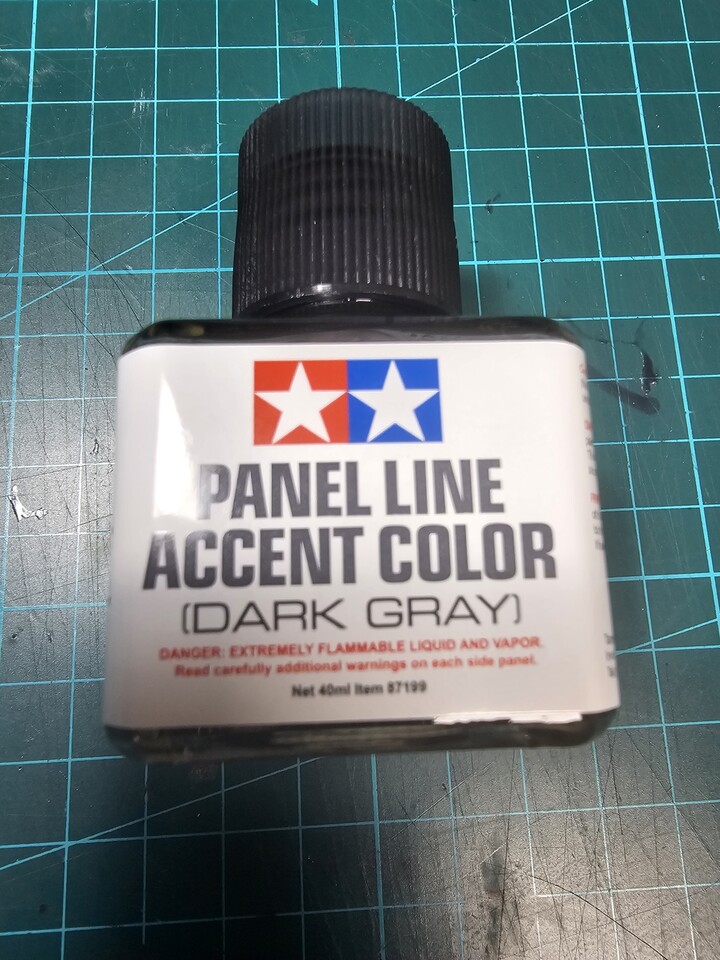 PANEL LINE
ACCENT COLOR
(DARK GRAY)
DANGER: EXTREMELY FLAMMABLE LIQUID AND VAPOR.
Read carefully additional warnings on each side panel.
Net 40ml Item 87199